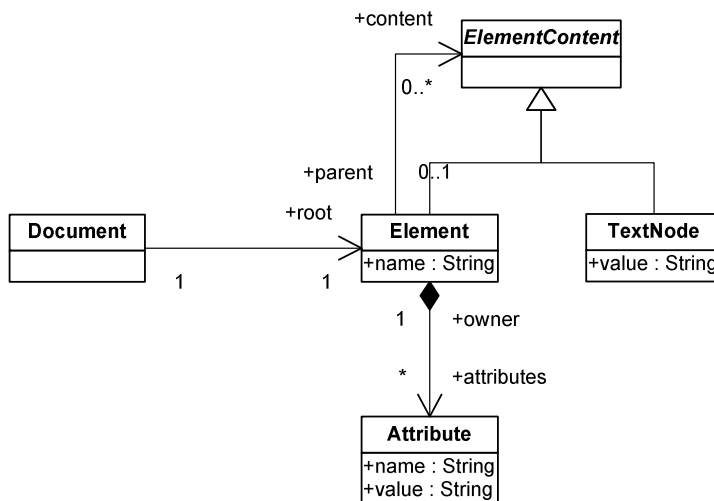 +content
ElementContent
0..*
+parent
0..1
+root
Document
Element
TextNode
+name : String
+value : String
1
1
1
+owner
*
+attributes
Attribute
+name : String
+value : String